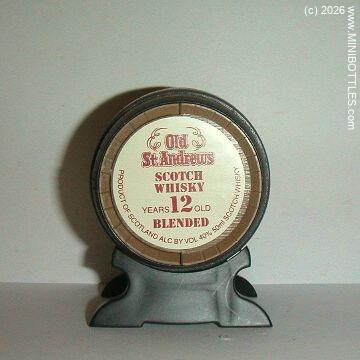 (c) 2026
www.MINIBOTTLES.com
Old
St. Andrews
SCOTCH
WHISKY
YEARS 12 OLD
BLENDED
PRODUCT OF SCOTLAND ALC BY VOL 40% 50ml SCOTCH WHISKY